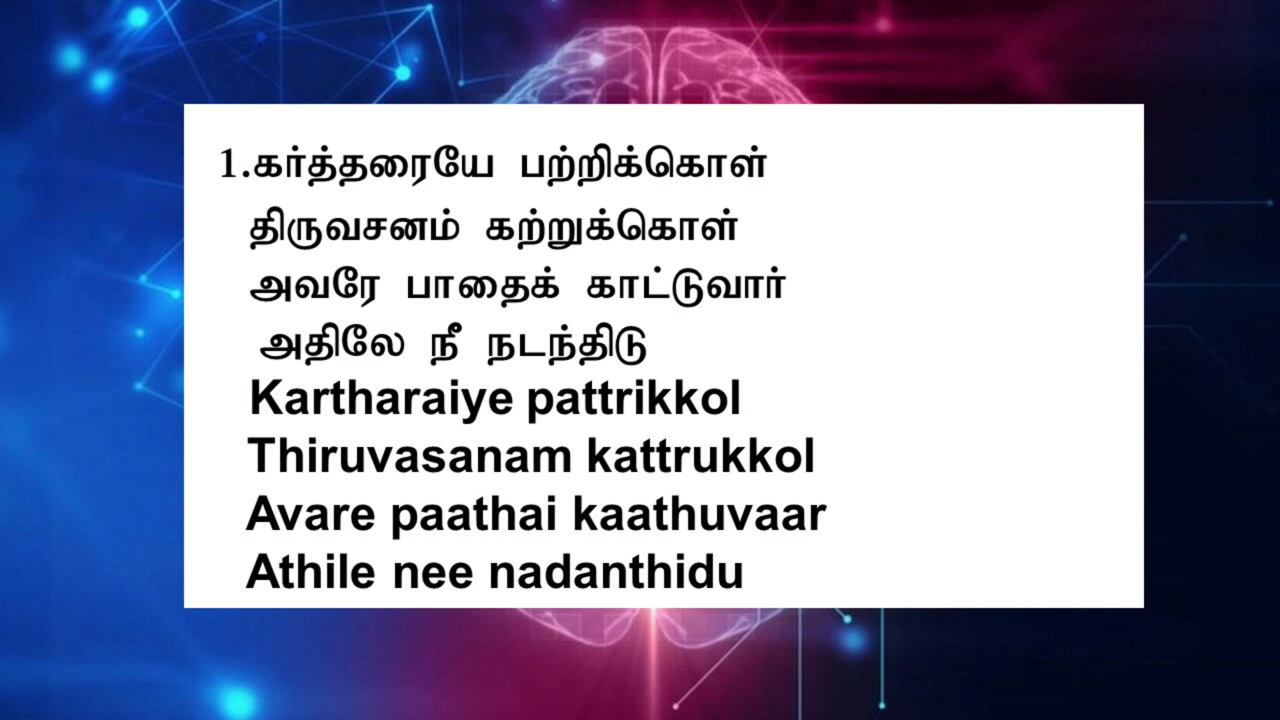 1.கர்த்தரையே பற்றிக்கொள்
திருவசனம் கற்றுக்கொள்
அவரே பாதைக் காட்டுவார்
அதிலே நீ நடந்திடு
Kartharaiye pattrikkol
Thiruvasanam kattrukkol
Avare paathai kaathuvaar
Athile nee nadanthidu